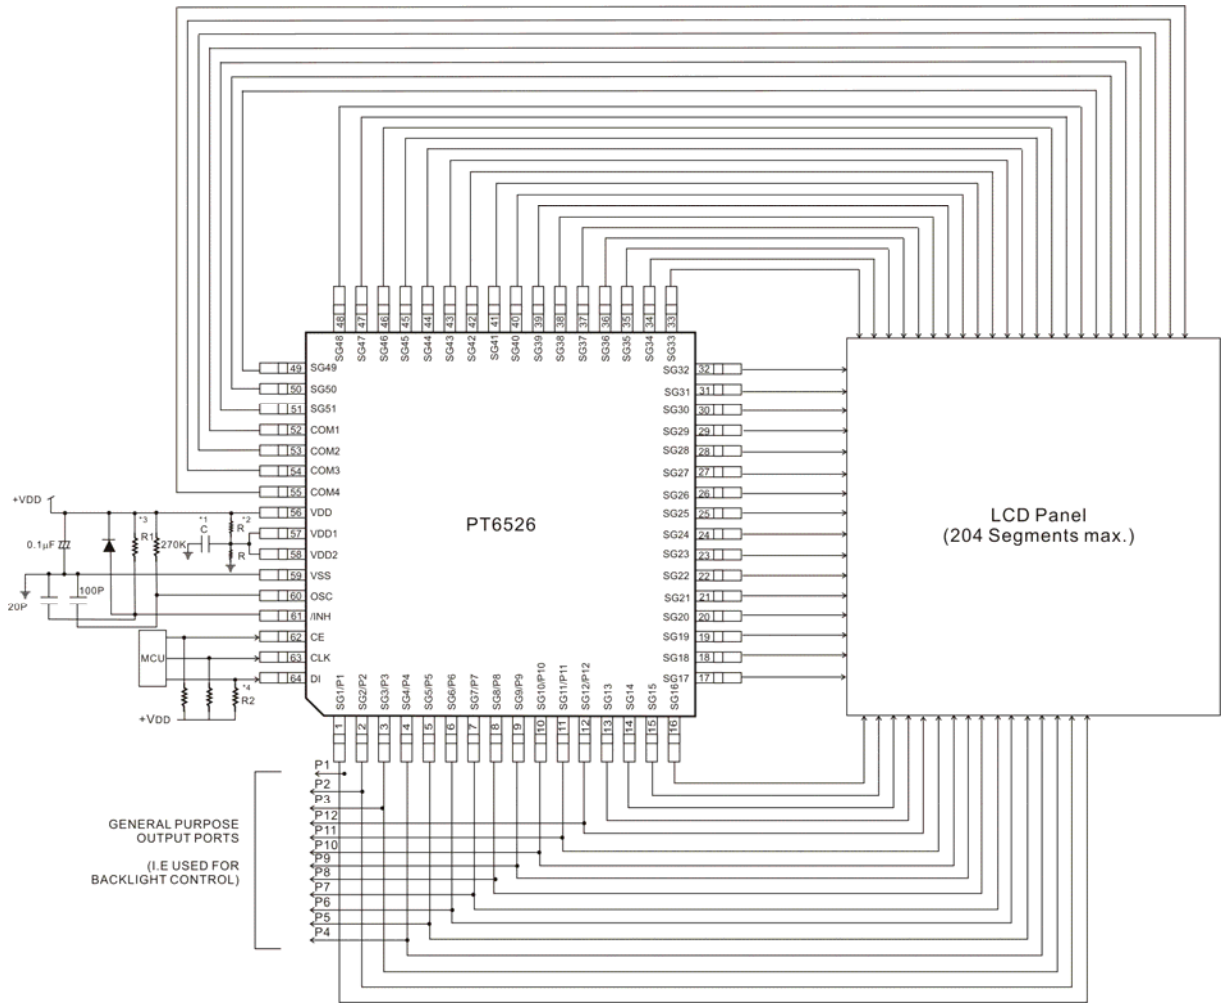 48 47 46 45 44 43 42 41 40 39 38 37 36 35 34 33
SG48 SG47 SG46 SG45 SG44 SG43 SG42 SG41 SG40 SG39 SG38 SG37 SG36 SG35 SG34 SG33
49 SG49
50 SG50
51 SG51
52 COM1
53 COM2
54 COM3
55 COM4
56 VDD
57 VDD1
58 VDD2
59 VSS
60 OSC
61 /INH
62 CE
63 CLK
64 DI
SG32 32
SG31 31
SG30 30
SG29 29
SG28 28
SG27 27
SG26 26
SG25 25
SG24 24
SG23 23
SG22 22
SG21 21
SG20 20
SG19 19
SG18 18
SG17 17
PT6526
LCD Panel
(204 Segments max.)
+VDD
*3
R1
270K
*1
C
*2
R
R
0.1µF
20P
100P
MCU
*4
R2
+VDD
SG1/P1 SG2/P2 SG3/P3 SG4/P4 SG5/P5 SG6/P6 SG7/P7 SG8/P8 SG9/P9 SG10/P10 SG11/P11 SG12/P12 SG13 SG14 SG15 SG16
1 2 3 4 5 6 7 8 9 10 11 12 13 14 15 16
P1
P2
P3
P12
P11
P10
P9
P8
P7
P6
P5
P4
GENERAL PURPOSE
OUTPUT PORTS
(I.E USED FOR
BACKLIGHT CONTROL)